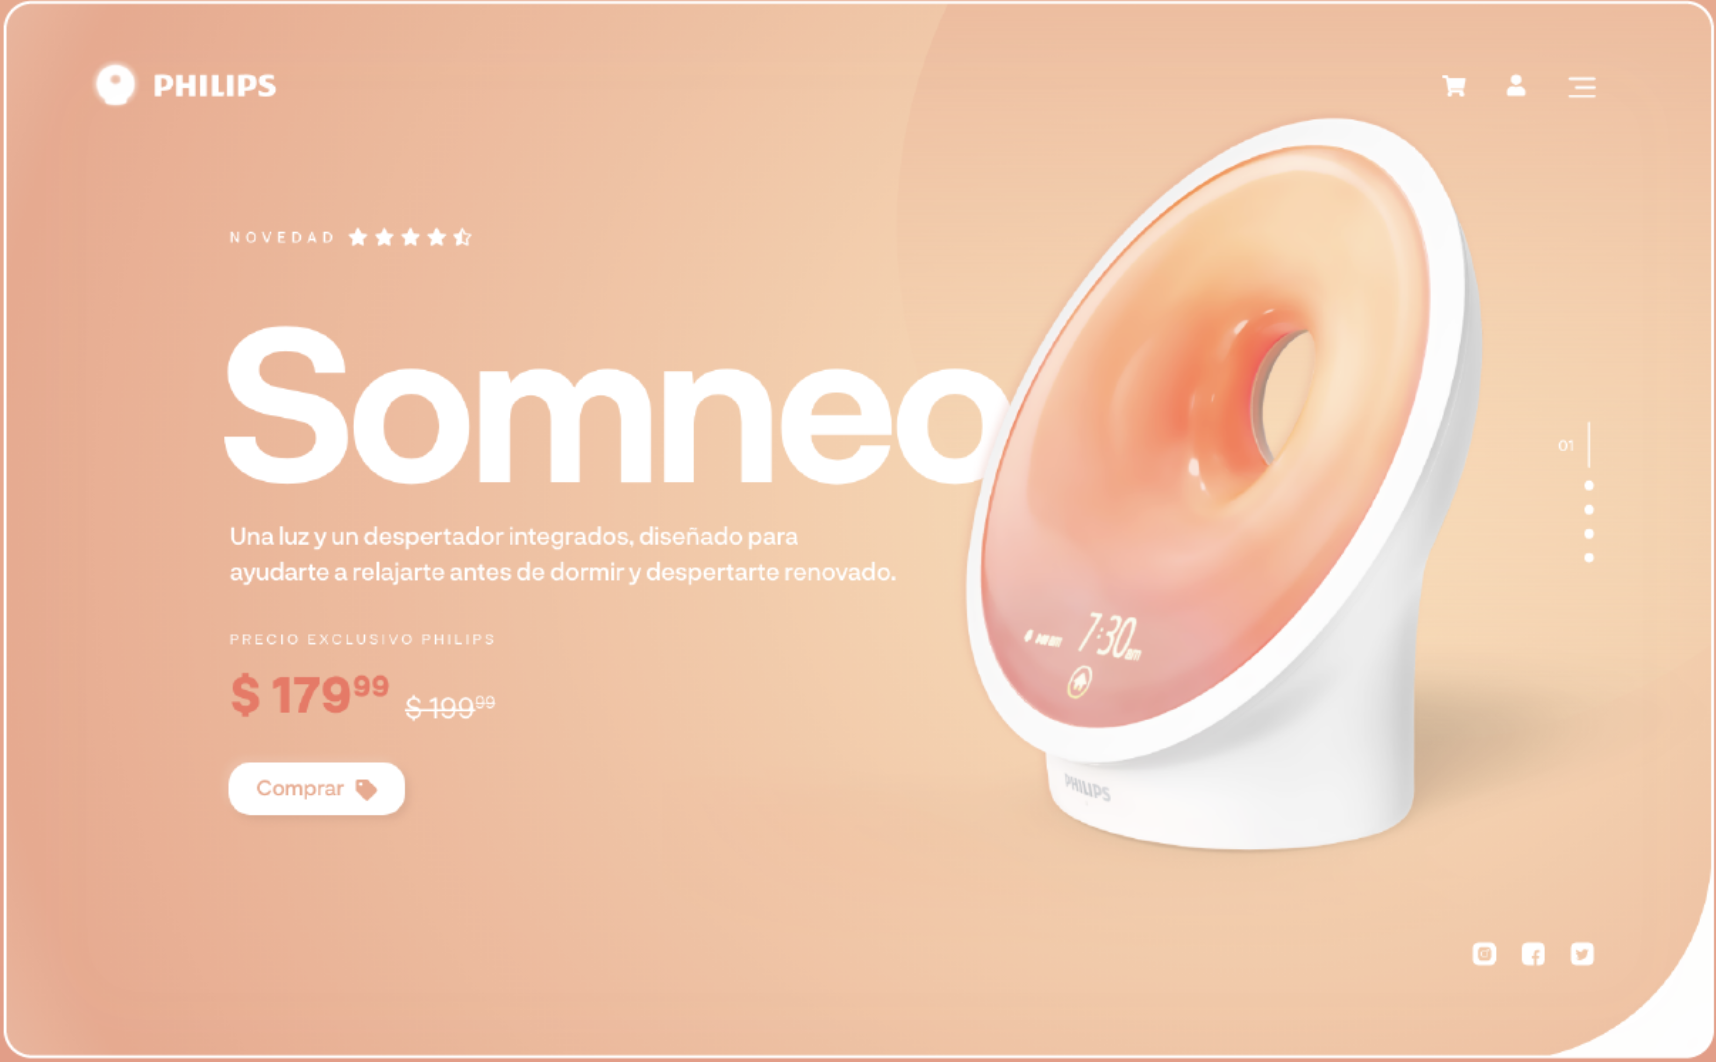 PHILIPS
NOVEDAD
Somneo
Una luz y un despertador integrados, diseñado para
ayudarte a relajarte antes de dormir y despertarte renovado.
PRECIO EXCLUSIVO PHILIPS
$ 17999 $ 19999
Comprar
01
7:30
PHILIPS